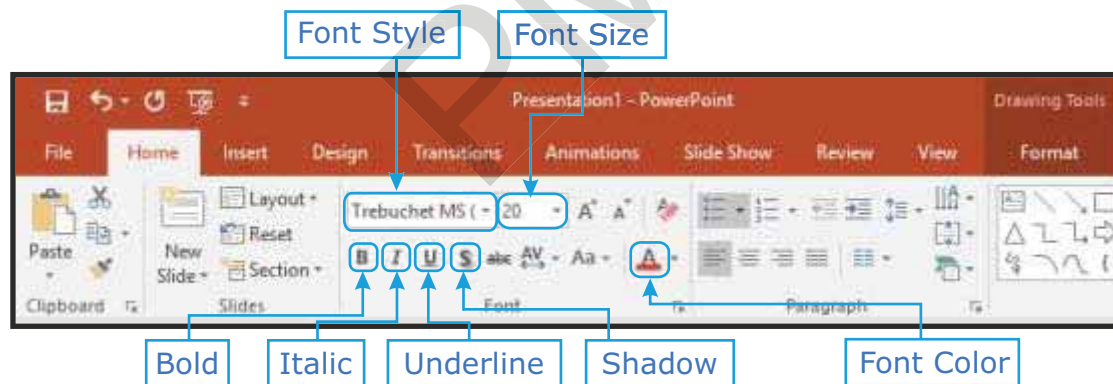 Font Style Font Size
Presentation1 - PowerPoint Drawing Tools
File Home Insert Design Transitions Animations Slide Show Review View Format
Layout
Trebuchet MS ( 20 A A
Reset
Paste New
Slide Section
B I U S abc AV Aa A
Clipboard Slides Font Paragraph
Bold Italic Underline Shadow Font Color